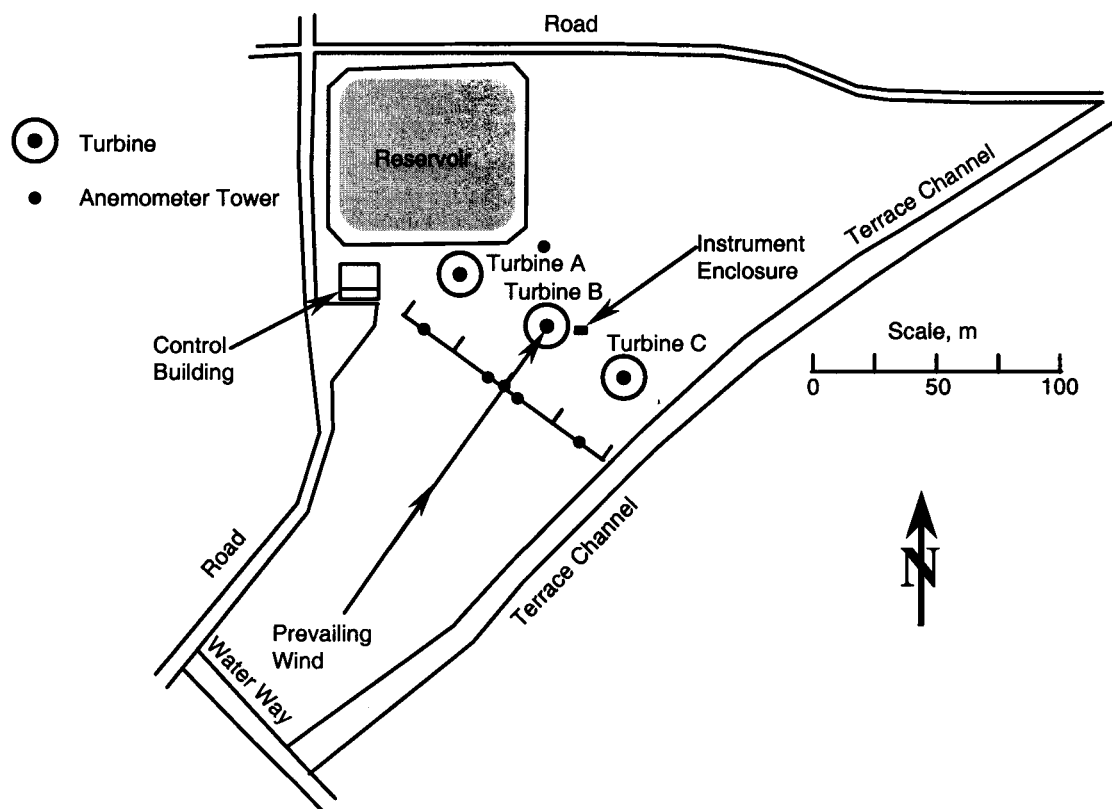 Road
Turbine
Anemometer Tower
Reservoir
Terrace Channel
Instrument
Enclosure
Turbine A
Turbine B
Turbine C
Control
Building
Scale, m
0
50
100
Road
Terrace Channel
N
Prevailing
Wind
Water Way